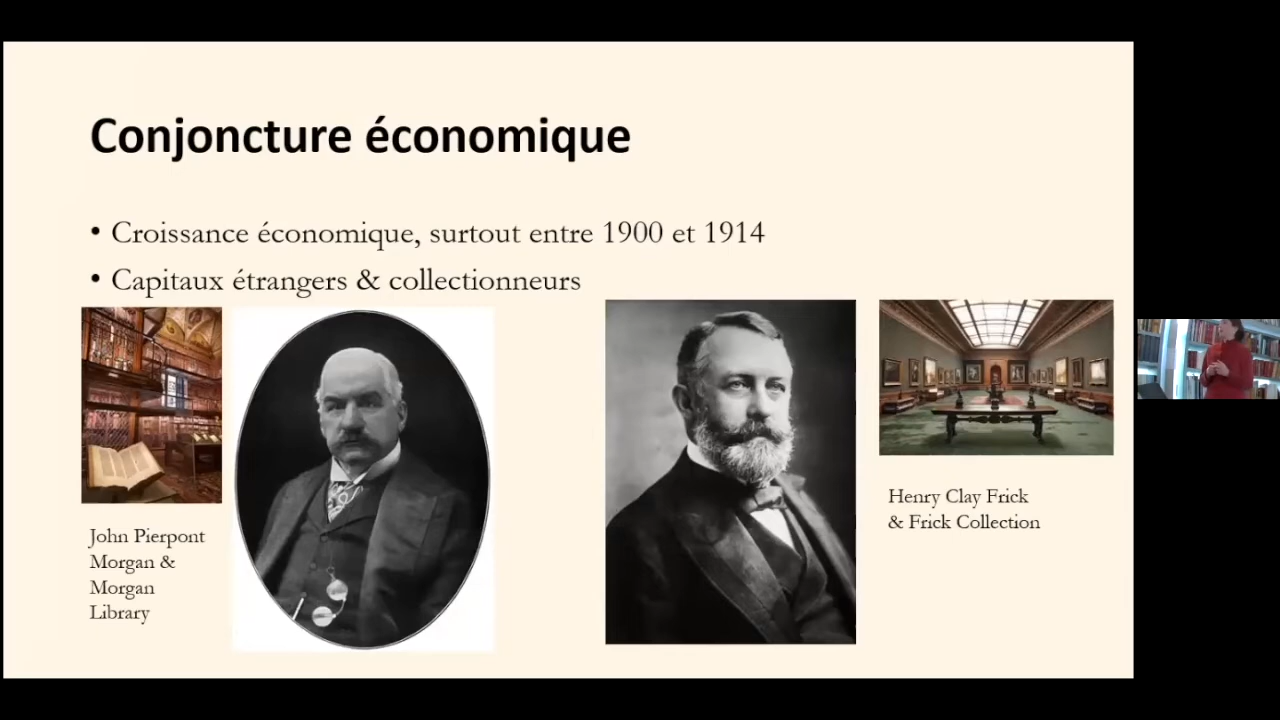 Conjoncture économique
• Croissance économique, surtout entre 1900 et 1914
• Capitaux étrangers & collectionneurs
John Pierpont
Morgan &
Morgan
Library
Henry Clay Frick
& Frick Collection